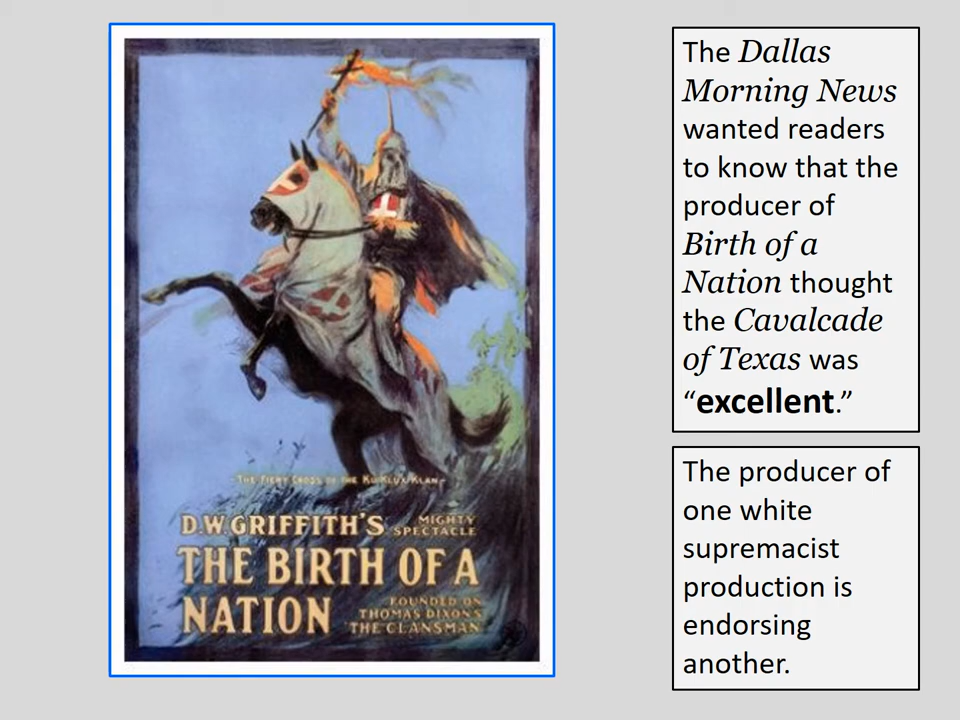 -THE FIERY CROSS OF THE KU KLUX KLAN-
D.W. GRIFFITH'S
MIGHTY
SPECTACLE
THE BIRTH OF A
NATION
FOUNDED ON
THOMAS DIXON'S
"THE CLANSMAN"
The Dallas
Morning News
wanted readers
to know that the
producer of
Birth of a
Nation thought
the Cavalcade
of Texas was
“excellent.”
The producer of
one white
supremacist
production is
endorsing
another.